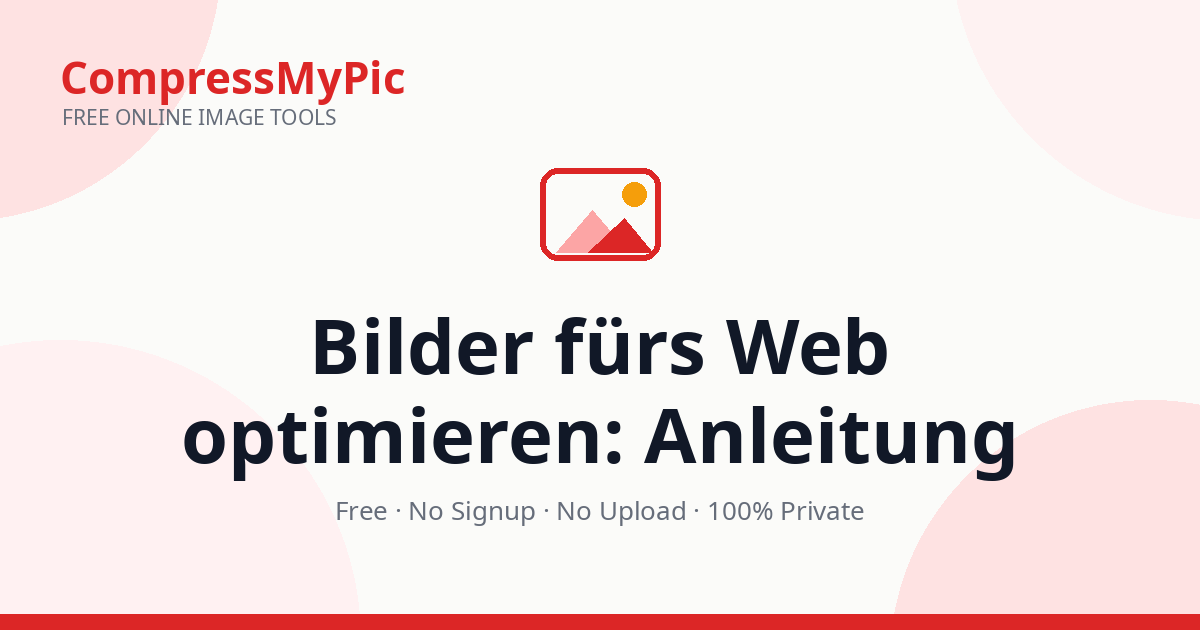 CompressMyPic
FREE ONLINE IMAGE TOOLS
Bilder fürs Web
optimieren: Anleitung
Free · No Signup · No Upload · 100% Private